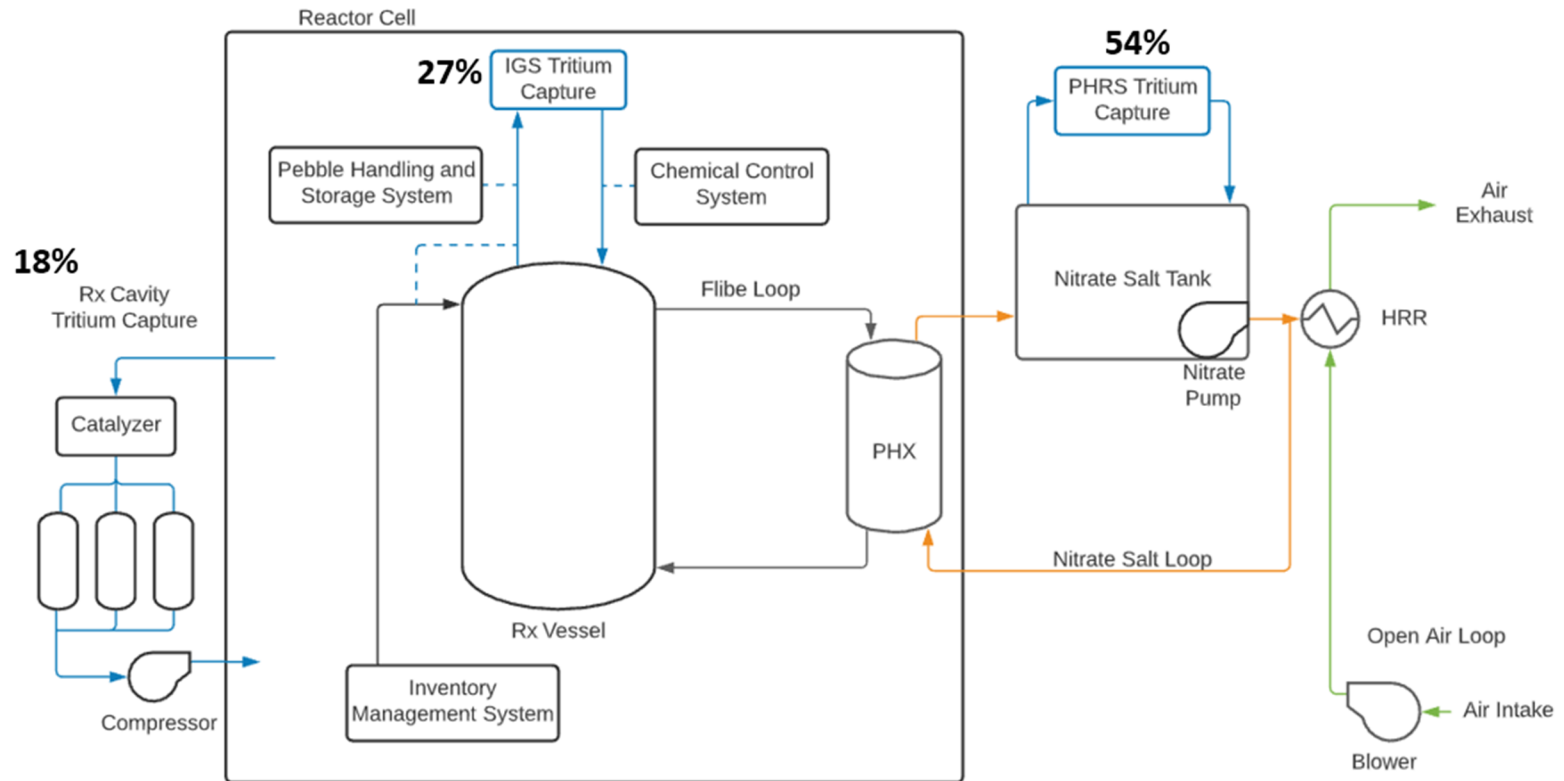 Reactor Cell
27%
IGS Tritium
Capture
54%
PHRS Tritium
Capture
Pebble Handling and
Storage System
Chemical Control
System
Air
Exhaust
18%
Rx Cavity
Tritium Capture
Flibe Loop
Nitrate Salt Tank
HRR
Nitrate
Pump
Catalyzer
PHX
Nitrate Salt Loop
Rx Vessel
Open Air Loop
Inventory
Management System
Compressor
Air Intake
Blower